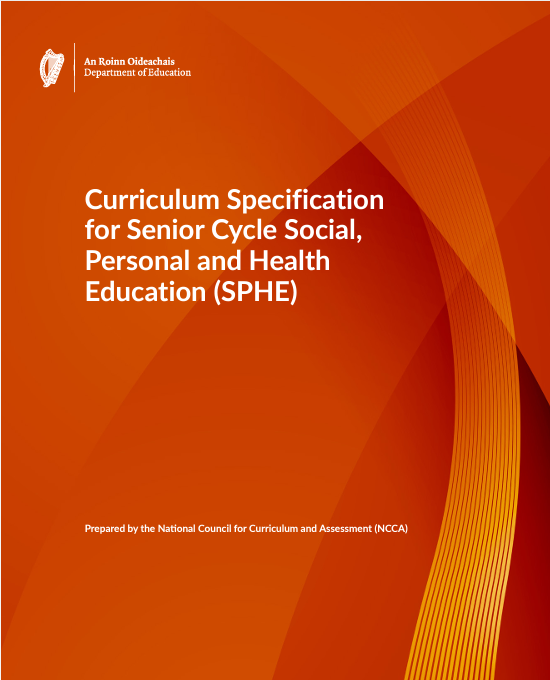 An Roinn Oideachais
Department of Education
Curriculum Specification
for Senior Cycle Social,
Personal and Health
Education (SPHE)
Prepared by the National Council for Curriculum and Assessment (NCCA)